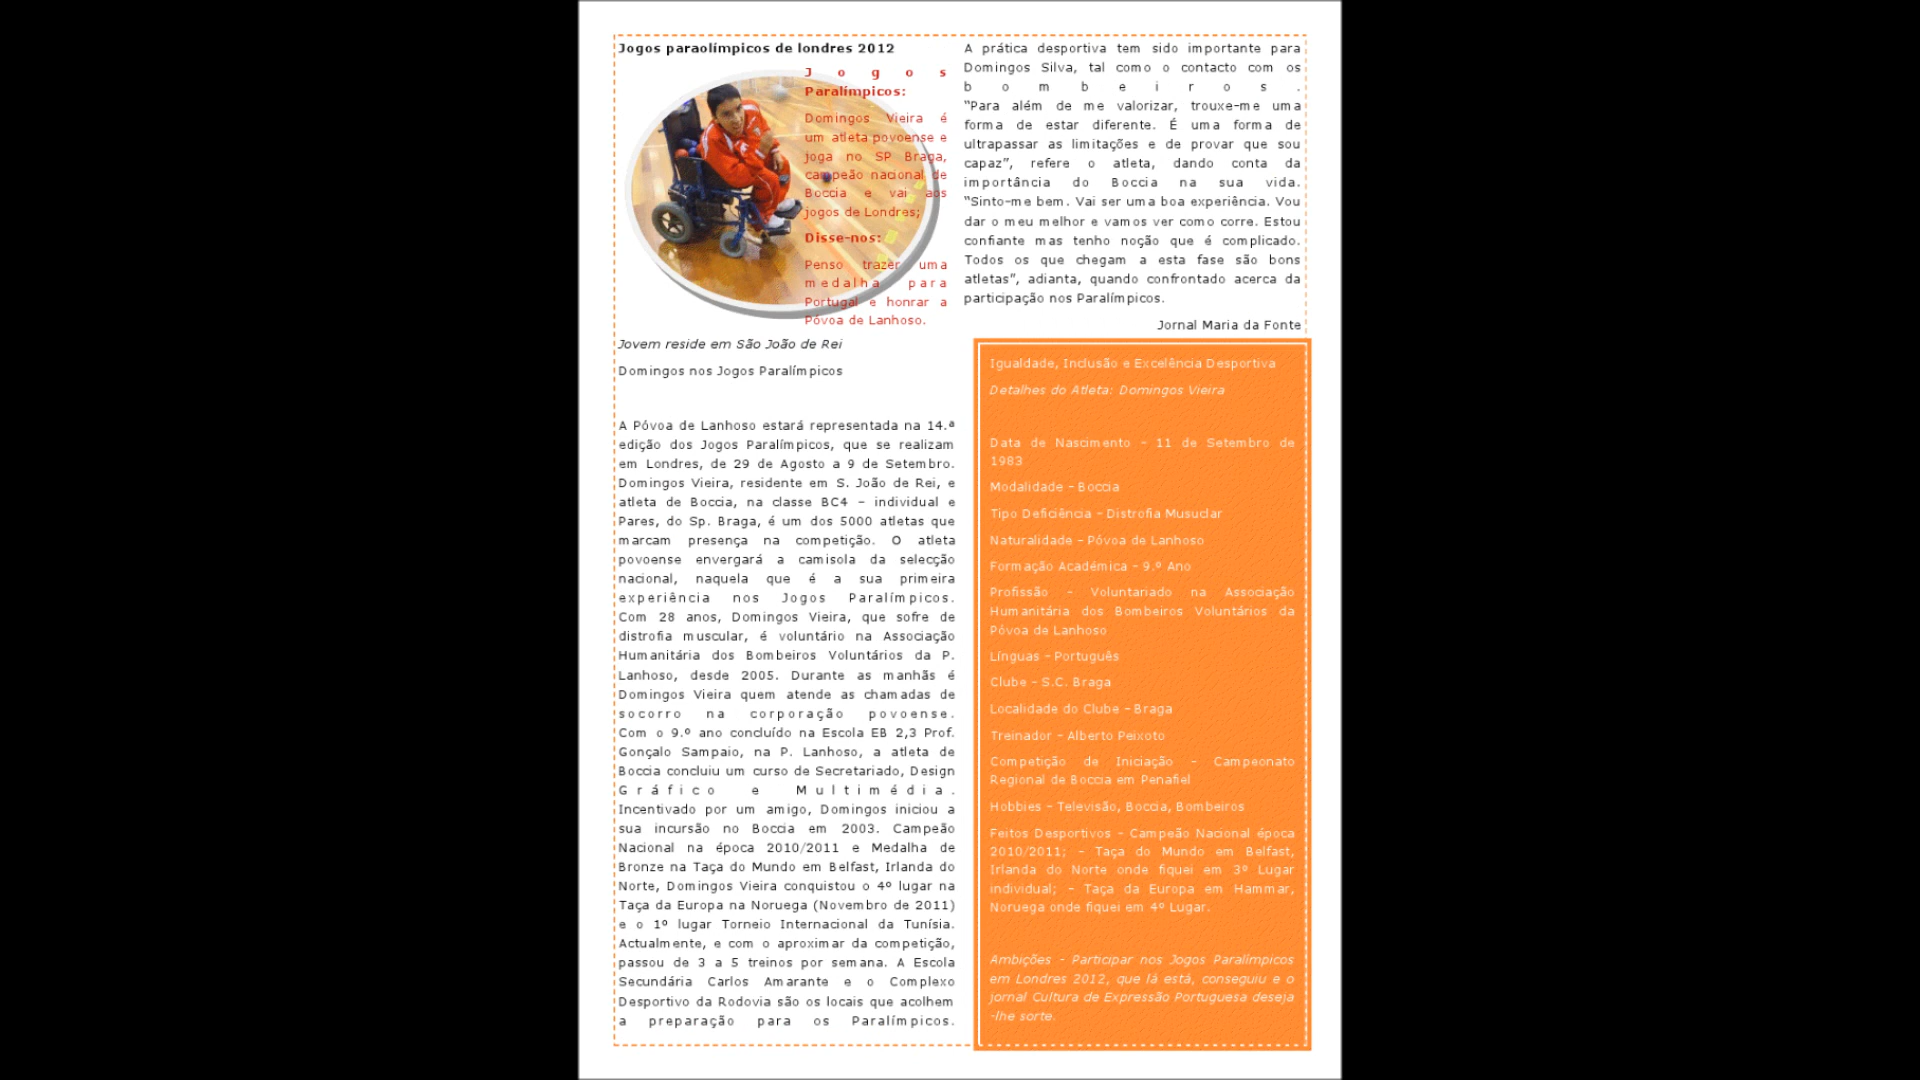 Jogos paraolímpicos de londres 2012
Jogos
Paralímpicos:
Domingos Vieira é
um atleta povoense e
joga no SP Braga,
campeão nacional de
Boccia e vai aos
jogos de Londres;
Disse-nos:
Penso trazer uma
medalha para
Portugal e honrar a
Póvoa de Lanhoso.
Jovem reside em São João de Rei
Domingos nos Jogos Paralímpicos
A Póvoa de Lanhoso estará representada na 14.ª
edição dos Jogos Paralímpicos, que se realizam
em Londres, de 29 de Agosto a 9 de Setembro.
Domingos Vieira, residente em S. João de Rei, e
atleta de Boccia, na classe BC4 – individual e
Pares, do Sp. Braga, é um dos 5000 atletas que
marcam presença na competição. O atleta
povoense envergará a camisola da selecção
nacional, naquela que é a sua primeira
experiência nos Jogos Paralímpicos.
Com 28 anos, Domingos Vieira, que sofre de
distrofia muscular, é voluntário na Associação
Humanitária dos Bombeiros Voluntários da P.
Lanhoso, desde 2005. Durante as manhãs é
Domingos Vieira quem atende as chamadas de
socorro na corporação povoense.
Com o 9.º ano concluído na Escola EB 2,3 Prof.
Gonçalo Sampaio, na P. Lanhoso, a atleta de
Boccia concluiu um curso de Secretariado, Design
Gráfico e Multimédia.
Incentivado por um amigo, Domingos iniciou a
sua incursão no Boccia em 2003. Campeão
Nacional na época 2010/2011 e Medalha de
Bronze na Taça do Mundo em Belfast, Irlanda do
Norte, Domingos Vieira conquistou o 4º lugar na
Taça da Europa na Noruega (Novembro de 2011)
e o 1º lugar Torneio Internacional da Tunísia.
Actualmente, e com o aproximar da competição,
passou de 3 a 5 treinos por semana. A Escola
Secundária Carlos Amarante e o Complexo
Desportivo da Rodovia são os locais que acolhem
a preparação para os Paralímpicos.
A prática desportiva tem sido importante para
Domingos Silva, tal como o contacto com os
bombeiros.
"Para além de me valorizar, trouxe-me uma
forma de estar diferente. É uma forma de
ultrapassar as limitações e de provar que sou
capaz", refere o atleta, dando conta da
importância do Boccia na sua vida.
"Sinto-me bem. Vai ser uma boa experiência. Vou
dar o meu melhor e vamos ver como corre. Estou
confiante mas tenho noção que é complicado.
Todos os que chegam a esta fase são bons
atletas", adianta, quando confrontado acerca da
participação nos Paralímpicos.
Jornal Maria da Fonte
Igualdade, Inclusão e Excelência Desportiva
Detalhes do Atleta: Domingos Vieira
Data de Nascimento – 11 de Setembro de
1983
Modalidade – Boccia
Tipo Deficiência – Distrofia Musuclar
Naturalidade – Póvoa de Lanhoso
Formação Académica – 9.º Ano
Profissão – Voluntariado na Associação
Humanitária dos Bombeiros Voluntários da
Póvoa de Lanhoso
Línguas – Português
Clube – S.C. Braga
Localidade do Clube – Braga
Treinador – Alberto Peixoto
Competição de Iniciação – Campeonato
Regional de Boccia em Penafiel
Hobbies – Televisão, Boccia, Bombeiros
Feitos Desportivos – Campeão Nacional época
2010/2011; – Taça do Mundo em Belfast,
Irlanda do Norte onde fiquei em 3º Lugar
individual; – Taça da Europa em Hammar,
Noruega onde fiquei em 4º Lugar.
Ambições - Participar nos Jogos Paralímpicos
em Londres 2012, que lá está, conseguiu e o
jornal Cultura de Expressão Portuguesa deseja
-lhe sorte.